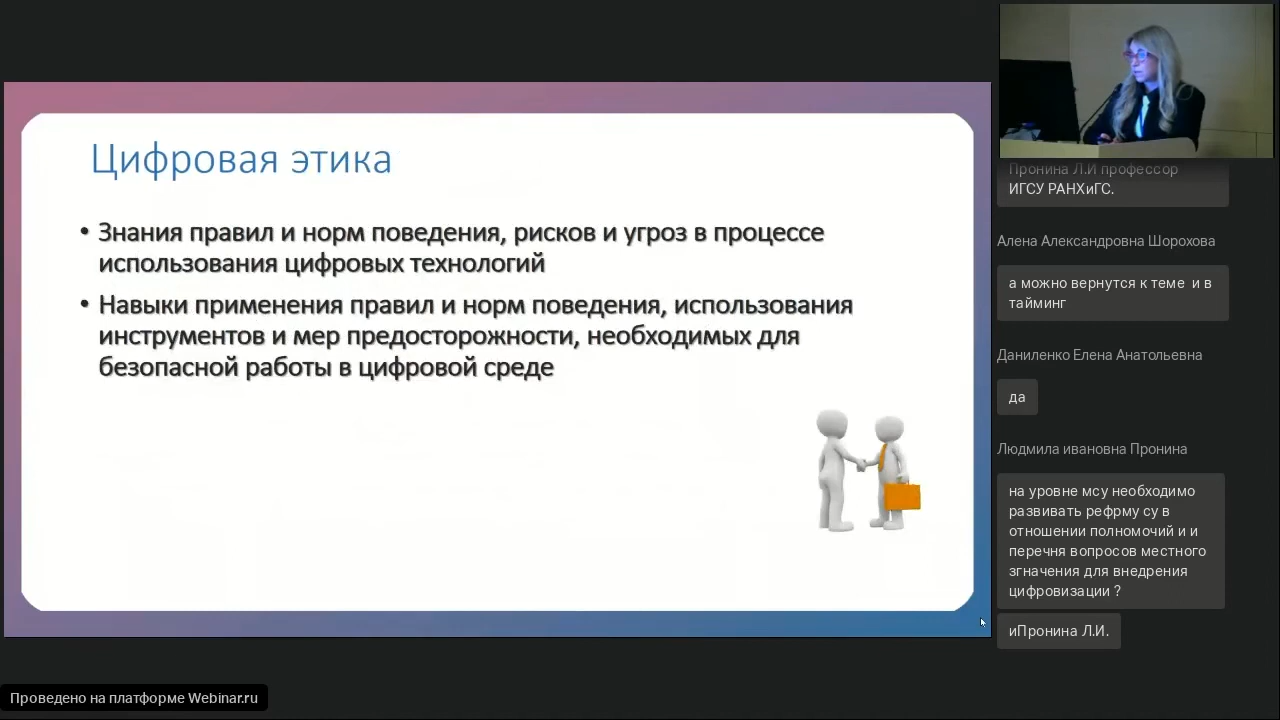 Цифровая этика
• Знания правил и норм поведения, рисков и угроз в процессе
использования цифровых технологий
• Навыки применения правил и норм поведения, использования
инструментов и мер предосторожности, необходимых для
безопасной работы в цифровой среде
Пронина Л.И профессор
ИГСУ РАНХиГС.
Алена Александровна Шорохова
а можно вернутся к теме и в
тайминг
Даниленко Елена Анатольевна
да
Людмила ивановна Пронина
на уровне мсу необходимо
развивать рефрму су в
отношении полномочий и и
перечня вопросов местного
згначения для внедрения
цифровизации ?
иПронина Л.И.
Проведено на платформе Webinar.ru